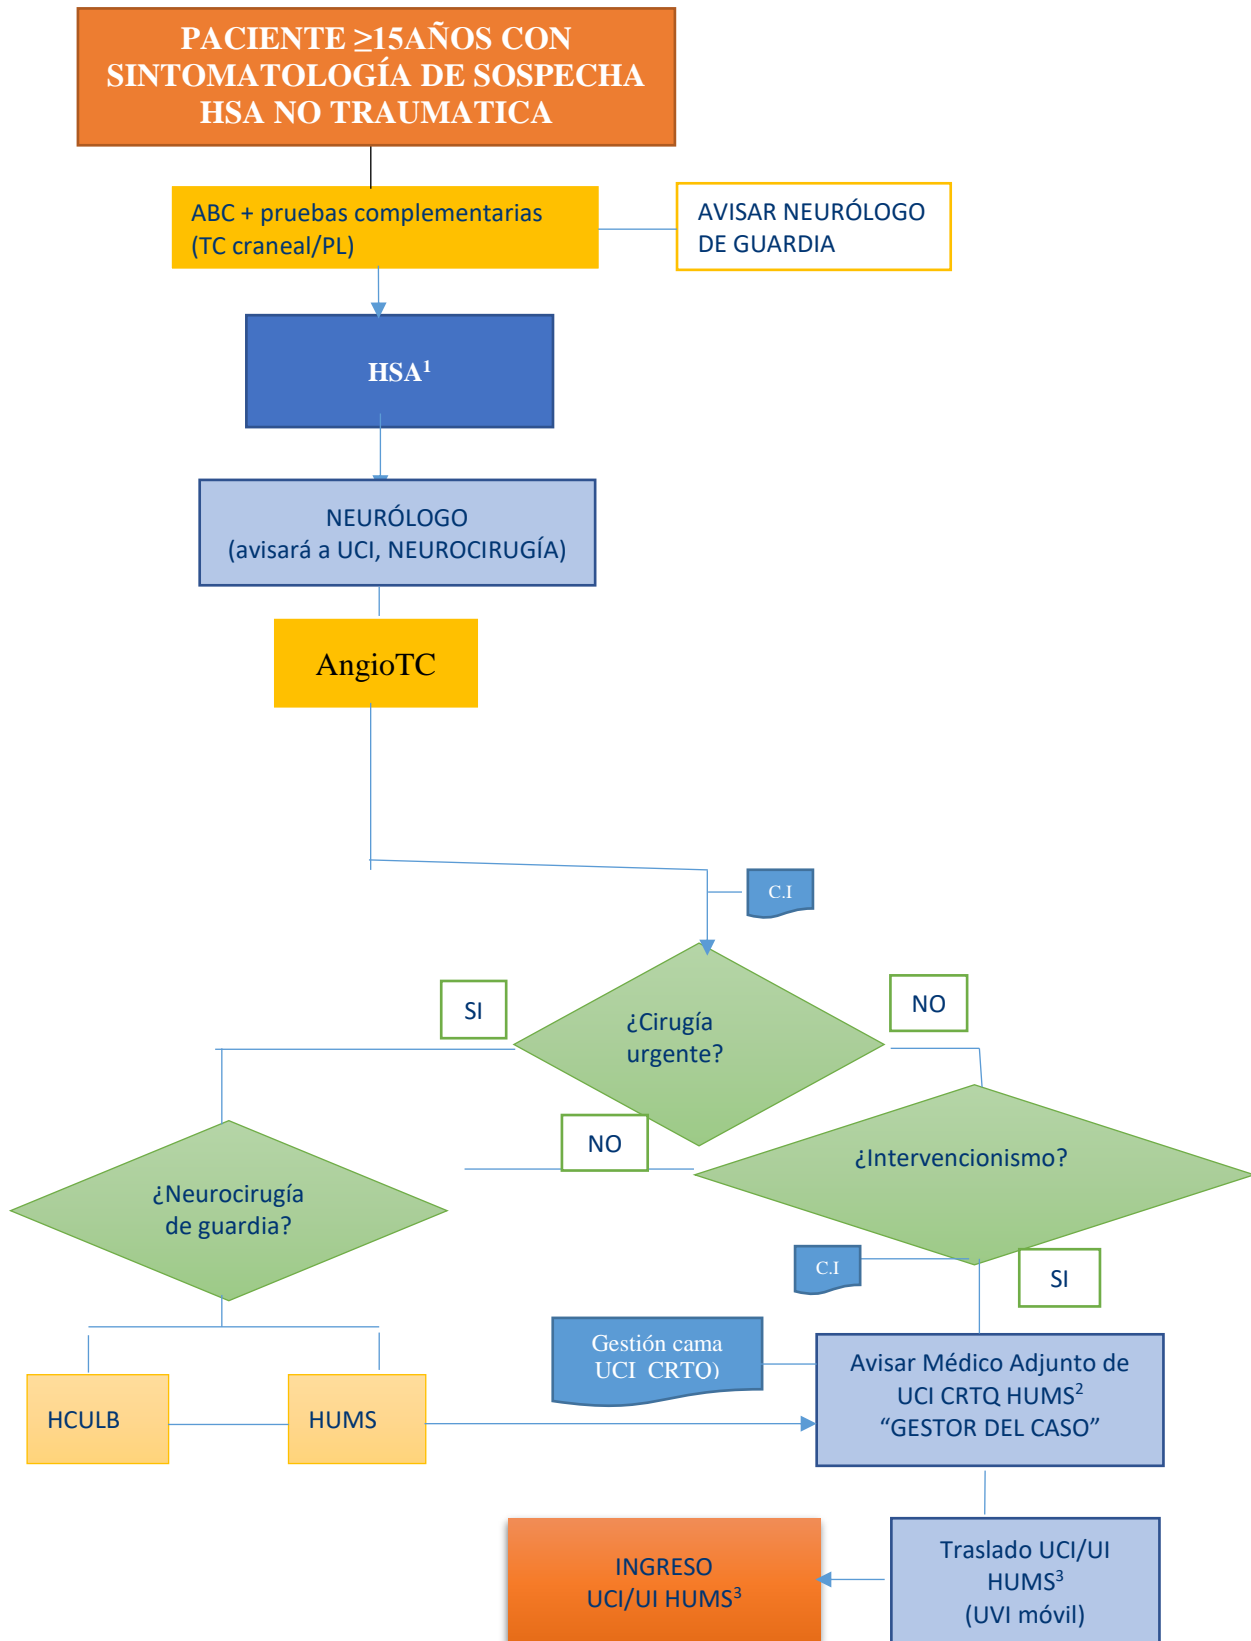 PACIENTE ≥15AÑOS CON
SINTOMATOLOGÍA DE SOSPECHA
HSA NO TRAUMATICA
ABC + pruebas complementarias
(TC craneal/PL)
AVISAR NEURÓLOGO
DE GUARDIA
HSA¹
NEURÓLOGO
(avisará a UCI, NEUROCIRUGÍA)
AngioTC
C.I
SI
NO
¿Cirugía
urgente?
NO
¿Intervencionismo?
¿Neurocirugía
de guardia?
C.I
SI
Gestión cama
UCI CRTQ)
Avisar Médico Adjunto de
UCI CRTQ HUMS²
“GESTOR DEL CASO”
HCULB
HUMS
INGRESO
UCI/UI HUMS³
Traslado UCI/UI
HUMS³
(UVI móvil)